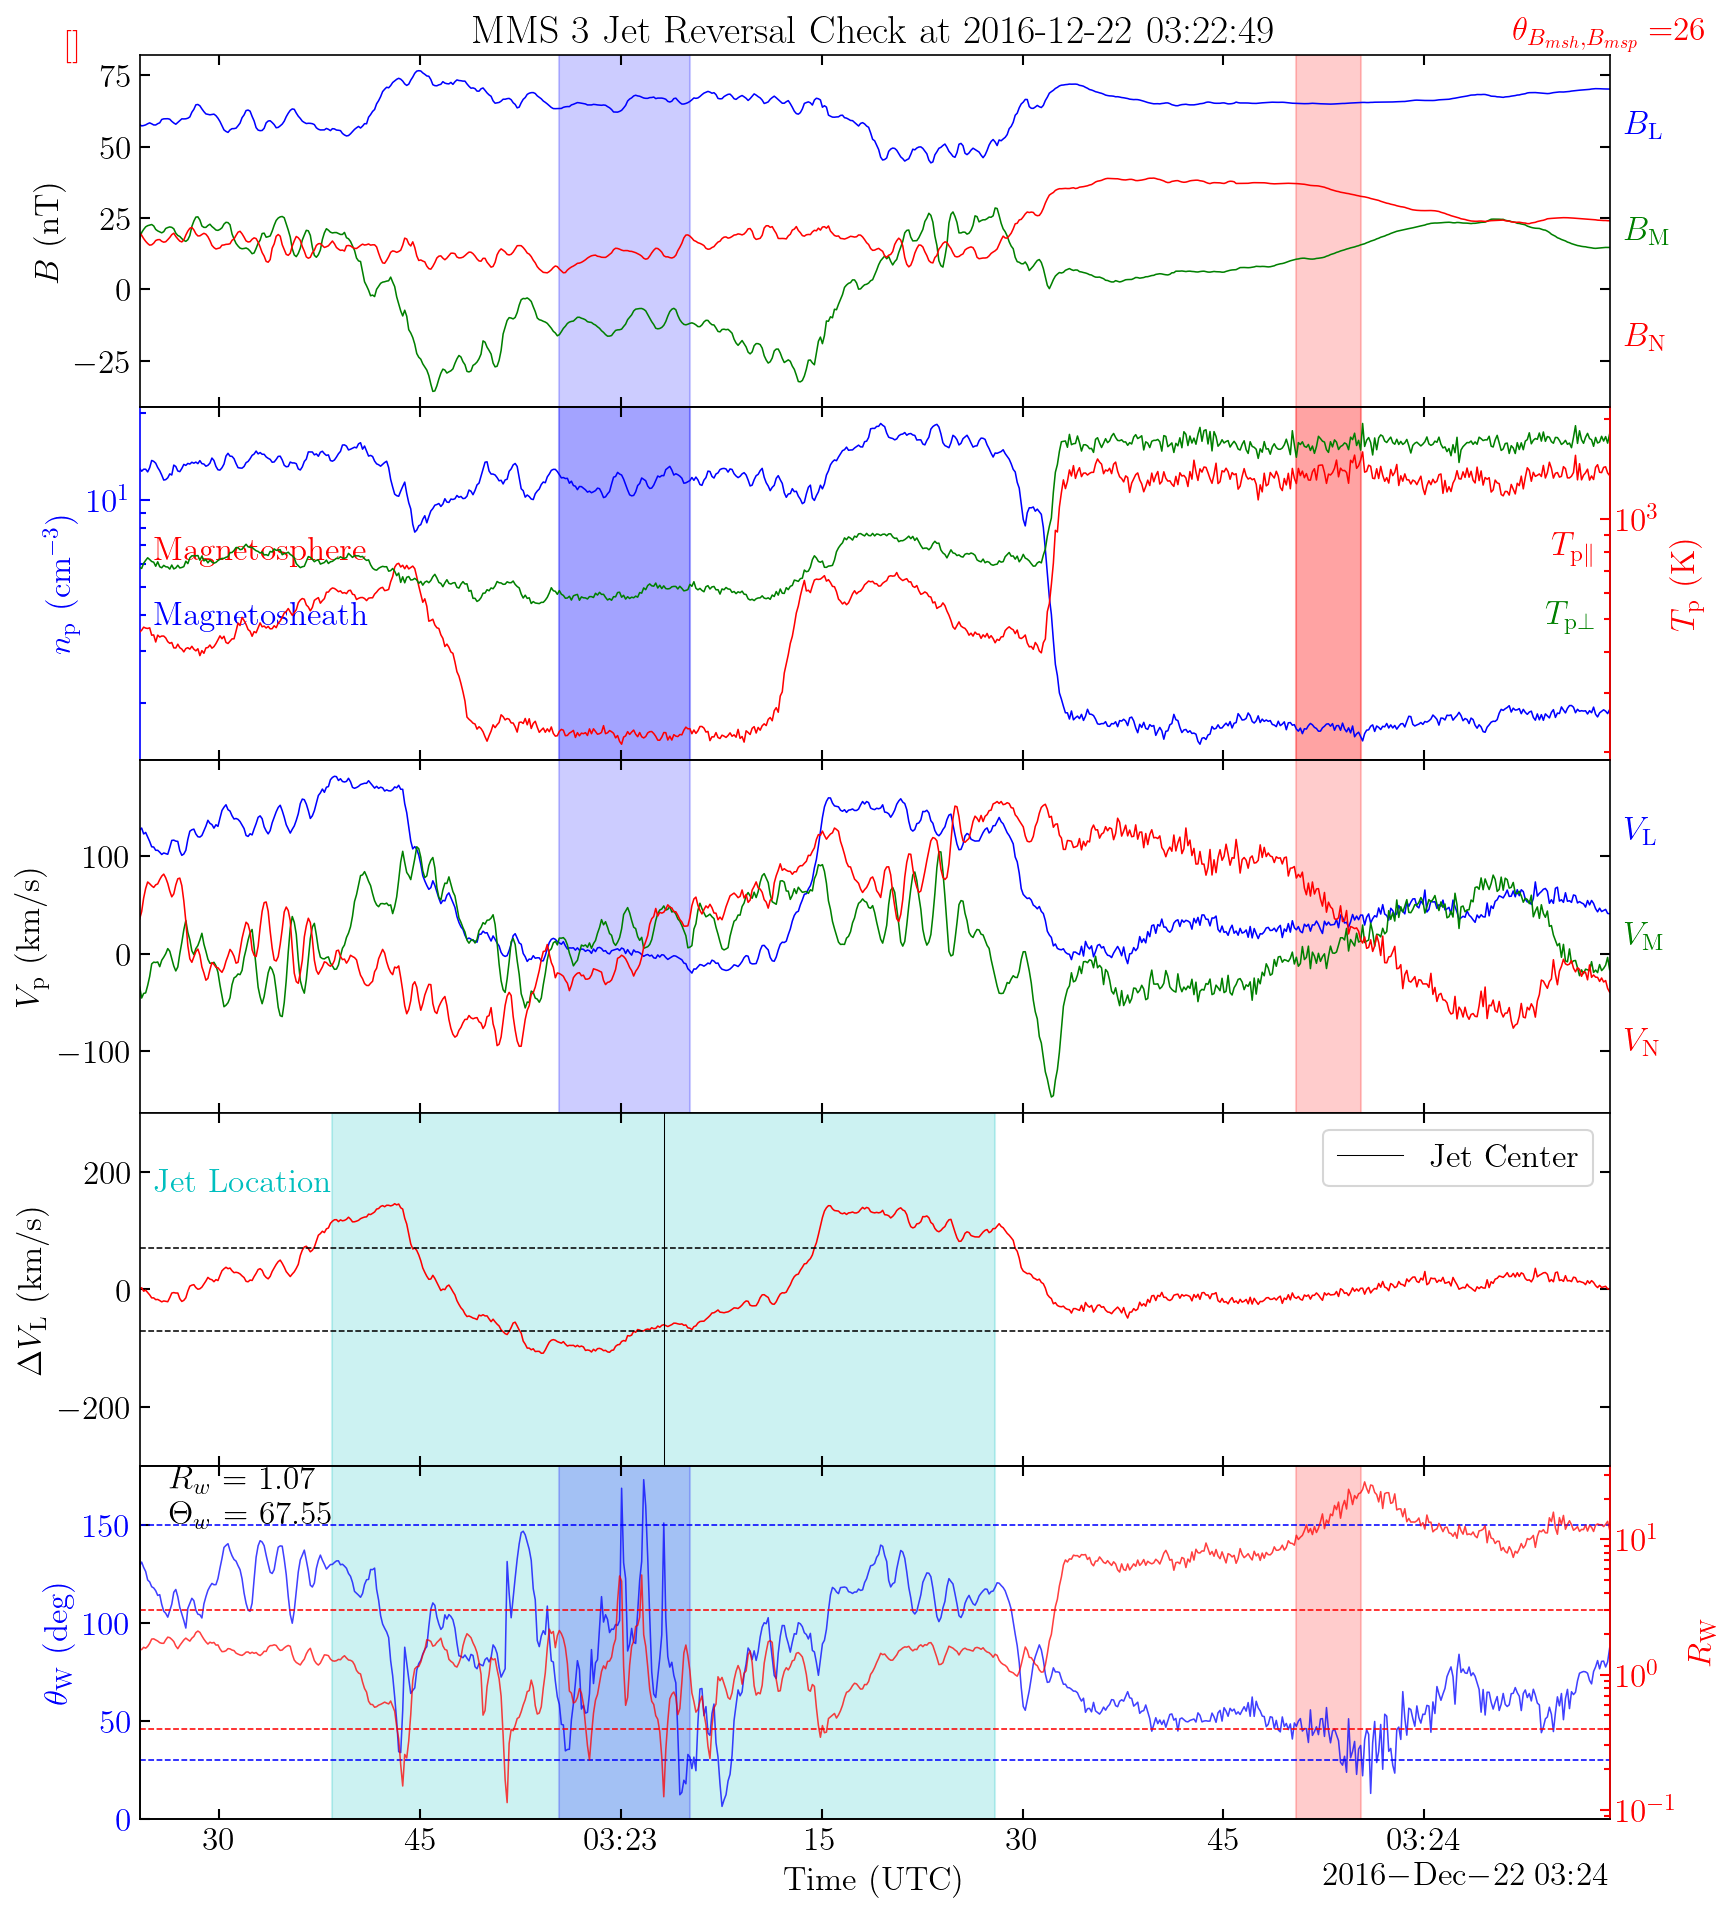 MMS 3 Jet Reversal Check at 2016-12-22 03:22:49
[]
θ_{B_{msh},B_{msp}} =26
75
50
25
0
−25
B (nT)
B_L
B_M
B_N
10^1
n_p (cm^{−3})
Magnetosphere
Magnetosheath
T_{p∥}
T_{p⊥}
10^3
T_p (K)
100
0
−100
V_p (km/s)
V_L
V_M
V_N
200
0
−200
ΔV_L (km/s)
Jet Location
Jet Center
R_w = 1.07
Θ_w = 67.55
150
100
50
0
θ_W (deg)
10^1
10^0
10^{−1}
R_W
30 45 03:23 15 30 45 03:24
Time (UTC)
2016−Dec−22 03:24